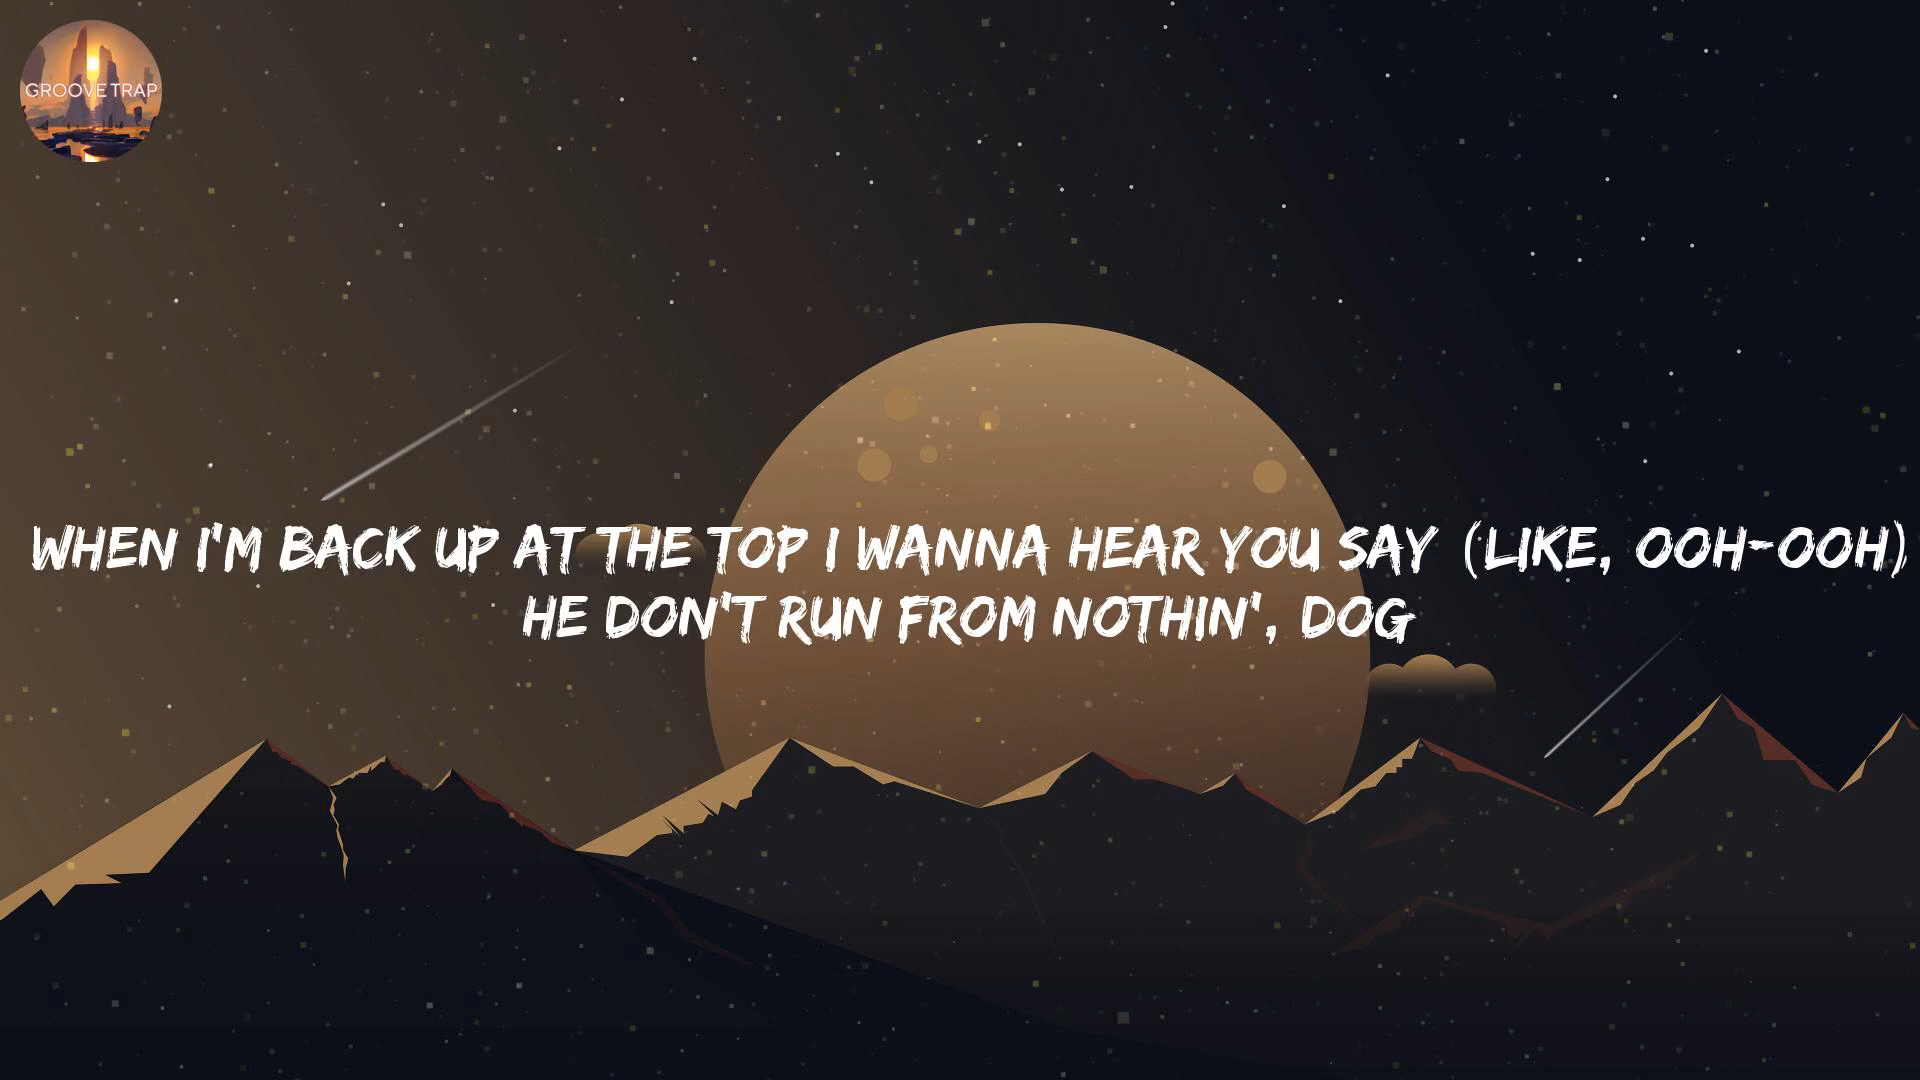 GROOVE TRAP
WHEN I'M BACK UP AT THE TOP I WANNA HEAR YOU SAY (LIKE, OOH-OOH)
HE DON'T RUN FROM NOTHIN', DOG